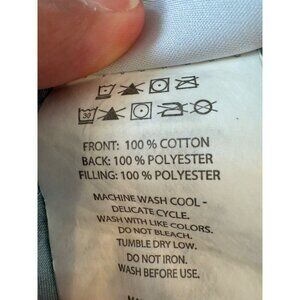 30
FRONT: 100 % COTTON
BACK: 100 % POLYESTER
FILLING: 100 % POLYESTER
MACHINE WASH COOL -
DELICATE CYCLE.
WASH WITH LIKE COLORS.
DO NOT BLEACH.
TUMBLE DRY LOW.
DO NOT IRON.
WASH BEFORE USE.